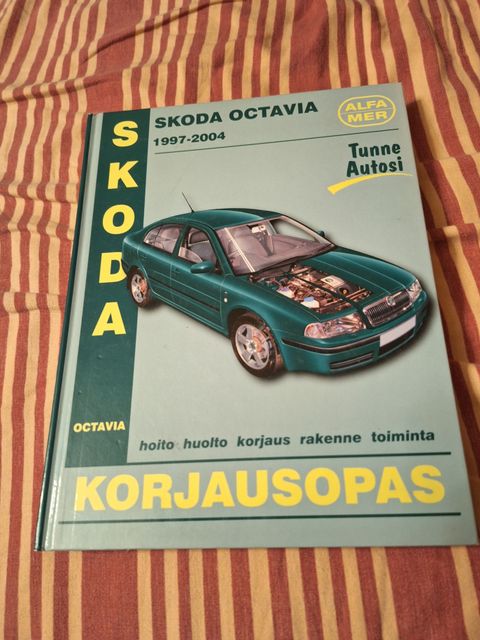 SKODA
SKODA OCTAVIA
1997-2004
ALFA
MER
Tunne
Autosi
OCTAVIA
hoito huolto korjaus rakenne toiminta
KORJAUSOPAS